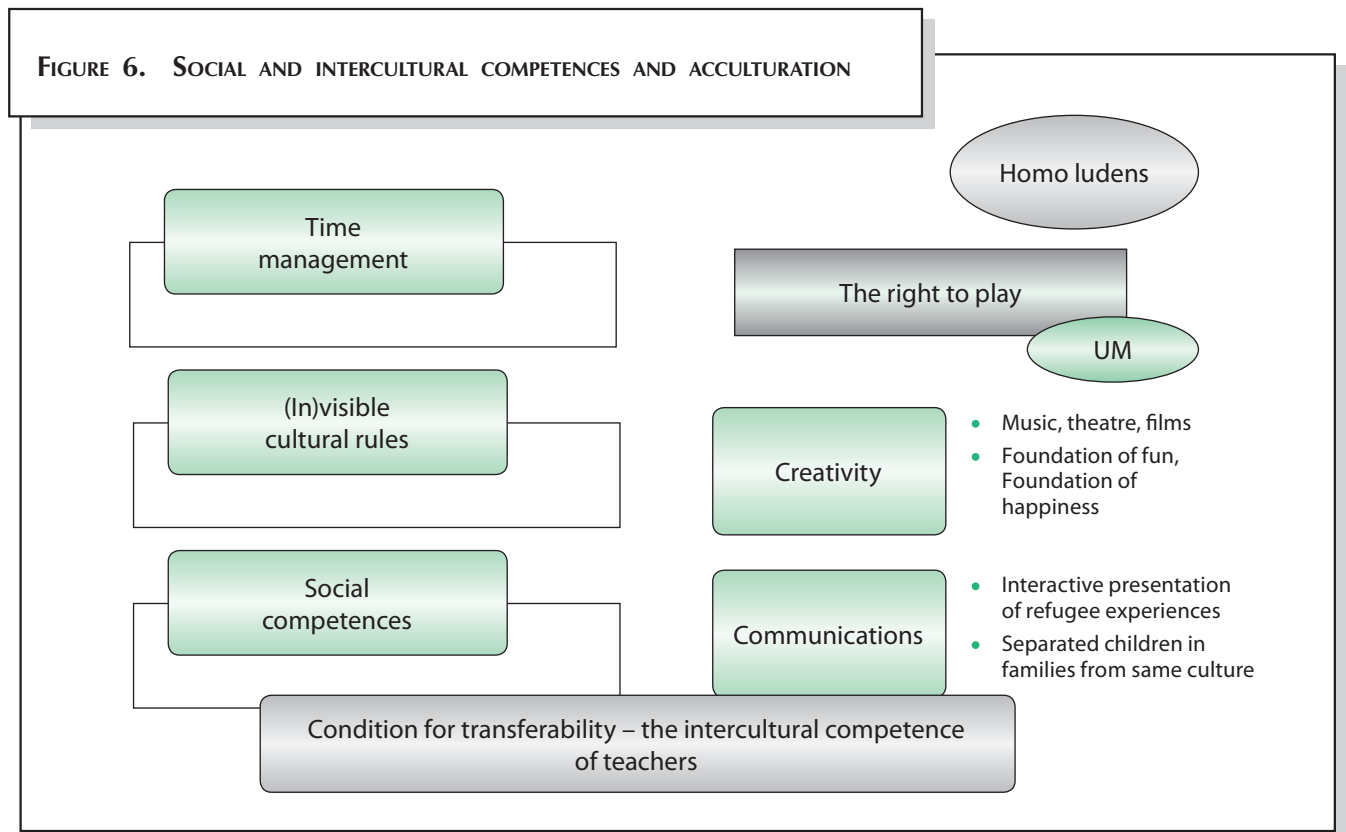 FIGURE 6. SOCIAL AND INTERCULTURAL COMPETENCES AND ACCULTURATION
Time
management
(In)visible
cultural rules
Social
competences
Homo ludens
The right to play
UM
Creativity
• Music, theatre, films
• Foundation of fun,
Foundation of
happiness
Communications
• Interactive presentation
of refugee experiences
• Separated children in
families from same culture
Condition for transferability – the intercultural competence
of teachers